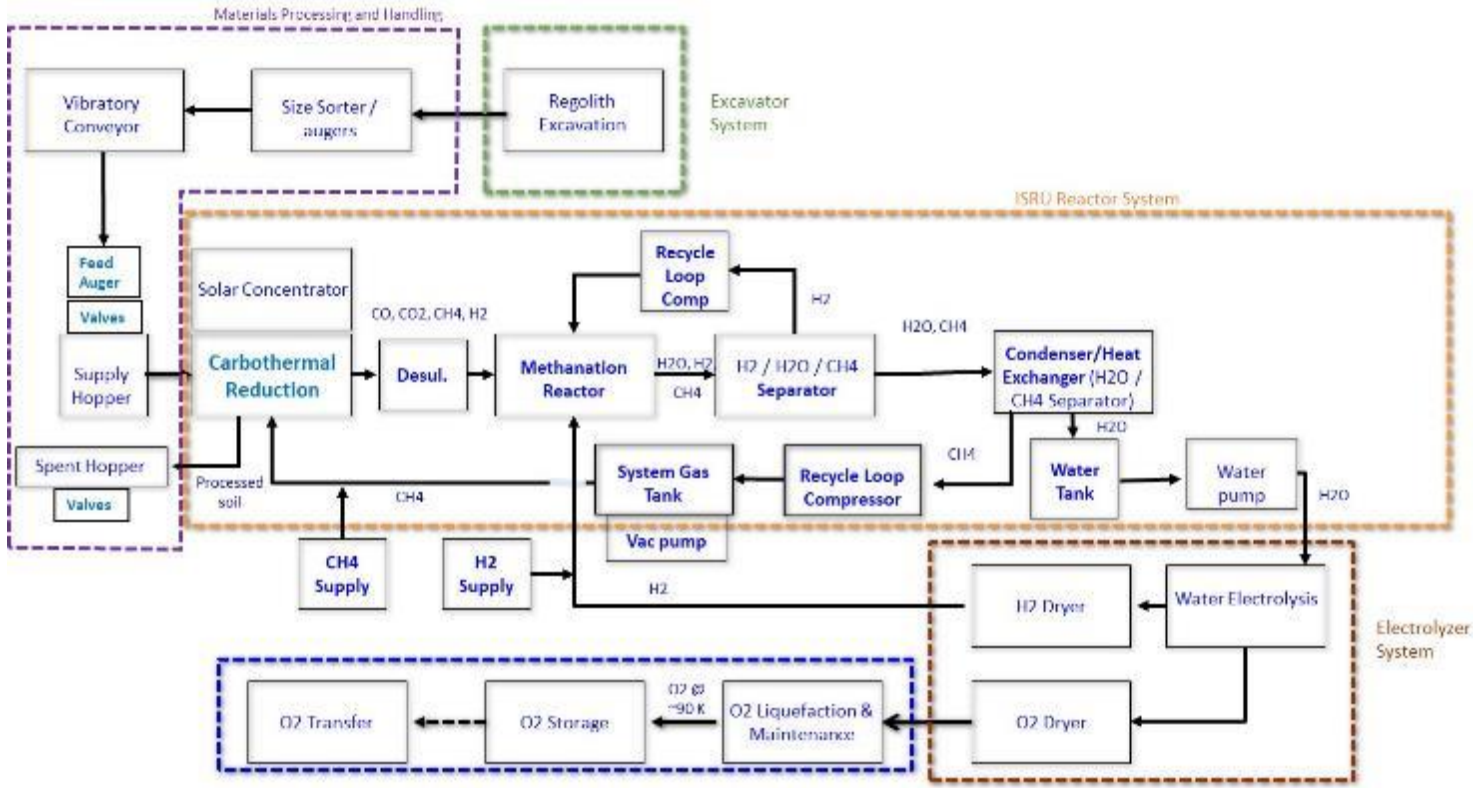 Materials Processing and Handling
Vibratory
Conveyor
Size Sorter /
augers
Regolith
Excavation
Excavator
System
ISRU Reactor System
Feed
Auger
Valves
Supply
Hopper
Solar Concentrator
Carbothermal
Reduction
CO, CO2, CH4, H2
Desul.
Methanation
Reactor
Recycle
Loop
Comp
H2
H2O, H2
CH4
H2 / H2O / CH4
Separator
H2O, CH4
Condenser/Heat
Exchanger (H2O /
CH4 Separator)
H2O
Spent Hopper
Valves
Processed
soil
CH4
System Gas
Tank
Vac pump
Recycle Loop
Compressor
CH4
Water
Tank
Water
pump
H2O
CH4
Supply
H2
Supply
H2
H2 Dryer
Water Electrolysis
Electrolyzer
System
O2 Transfer
O2 Storage
O2 @
~90 K
O2 Liquefaction &
Maintenance
O2 Dryer